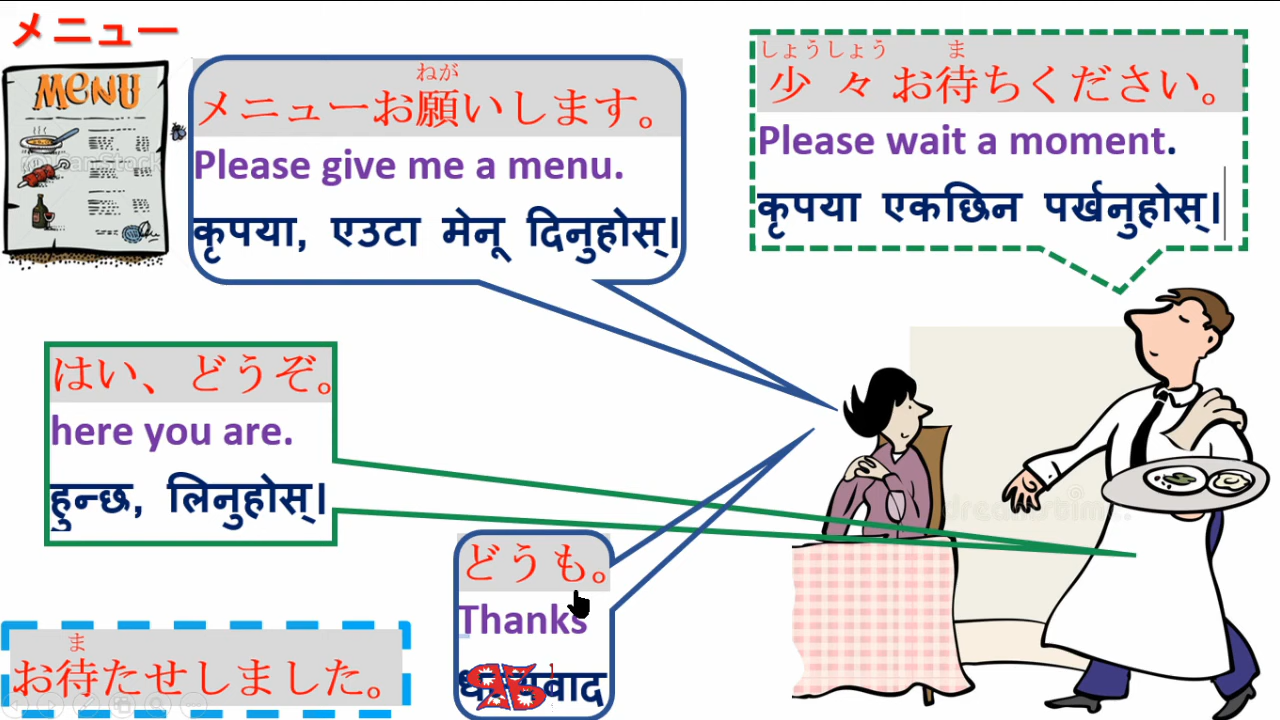 メニュー
MENU
ねが
メニューお願いします。
Please give me a menu.
कृपया, एउटा मेनू दिनुहोस्।
しょうしょう ま
少々お待ちください。
Please wait a moment.
कृपया एकछिन पर्खनुहोस्।
はい、どうぞ。
here you are.
हुन्छ, लिनुहोस्।
どうも。
Thanks
ま
お待たせしました。
dreamstime.